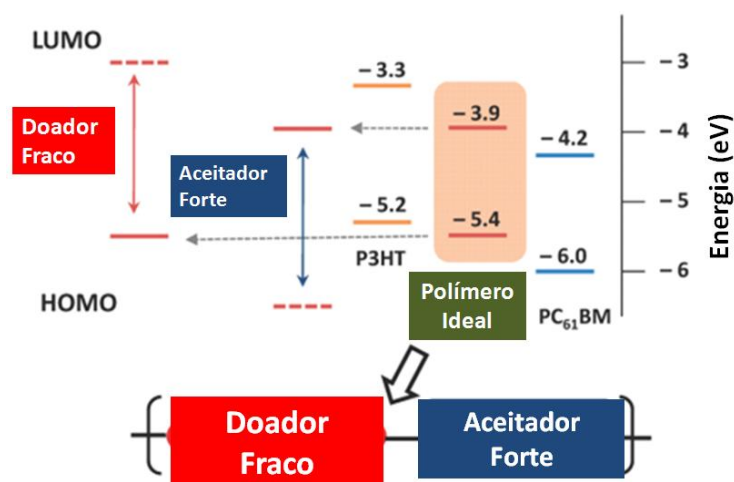 LUMO
Doador
Fraco
Aceitador
Forte
HOMO
– 3.3
– 5.2
P3HT
– 3.9
– 5.4
Polímero
Ideal
– 4.2
– 6.0
PC₆₁BM
– 3
– 4
– 5
– 6
Energia (eV)
Doador
Fraco
Aceitador
Forte